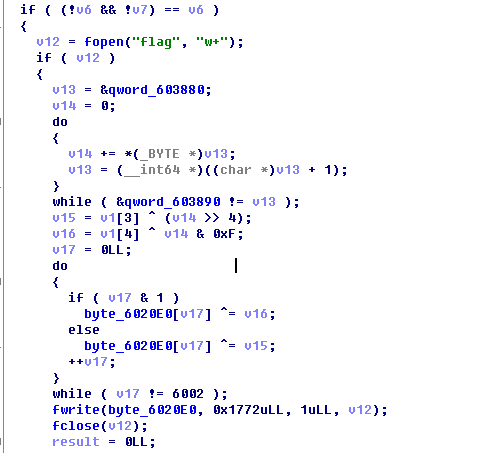 if ( (!v6 && !v7) == v6 )
{
v12 = fopen("flag", "w+");
if ( v12 )
{
v13 = &qword_603880;
v14 = 0;
do
{
v14 += *(_BYTE *)v13;
v13 = (__int64 *)((char *)v13 + 1);
}
while ( &qword_603890 != v13 );
v15 = v1[3] ^ (v14 >> 4);
v16 = v1[4] ^ v14 & 0xF;
v17 = 0LL;
do
{
if ( v17 & 1 )
byte_6020E0[v17] ^= v16;
else
byte_6020E0[v17] ^= v15;
++v17;
}
while ( v17 != 6002 );
fwrite(byte_6020E0, 0x1772uLL, 1uLL, v12);
fclose(v12);
result = 0LL;